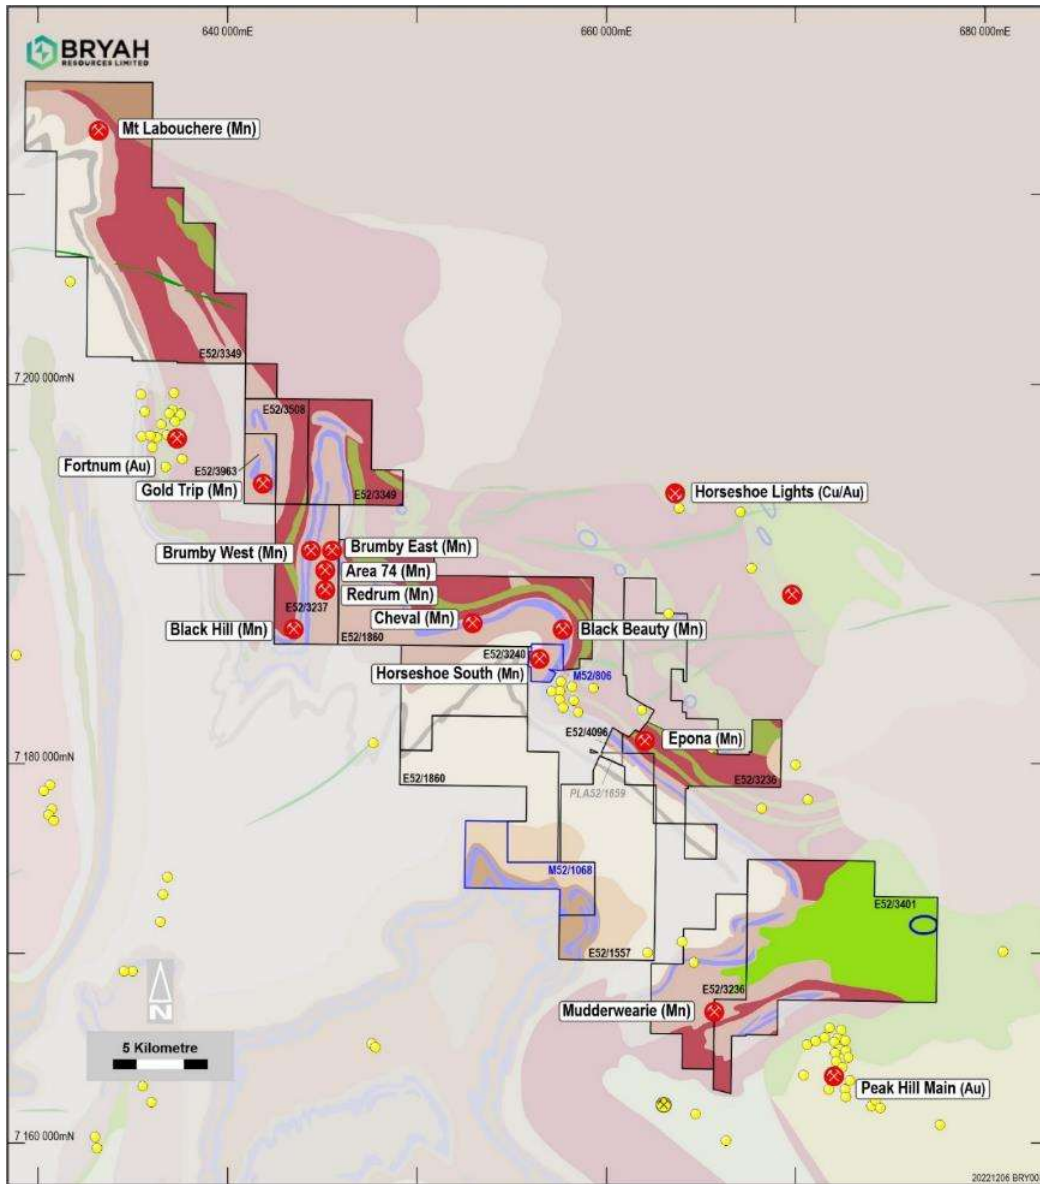 640 000mE
660 000mE
680 000mE
BRYAH
RESOURCES LIMITED
Mt Labouchere (Mn)
E52/3349
7 200 000mN
E52/3508
Fortnum (Au)
E52/3963
Gold Trip (Mn)
E52/3349
Horseshoe Lights (Cu/Au)
Brumby West (Mn)
Brumby East (Mn)
Area 74 (Mn)
Redrum (Mn)
E52/3237
Cheval (Mn)
Black Hill (Mn)
E52/1860
Black Beauty (Mn)
E52/3240
Horseshoe South (Mn)
M52/806
E52/4096
Epona (Mn)
7 180 000mN
E52/1860
E52/3236
PLA52/1659
M52/1068
E52/3401
E52/1557
E52/3236
Mudderwearie (Mn)
N
5 Kilometre
Peak Hill Main (Au)
7 160 000mN
20221206 BRY00